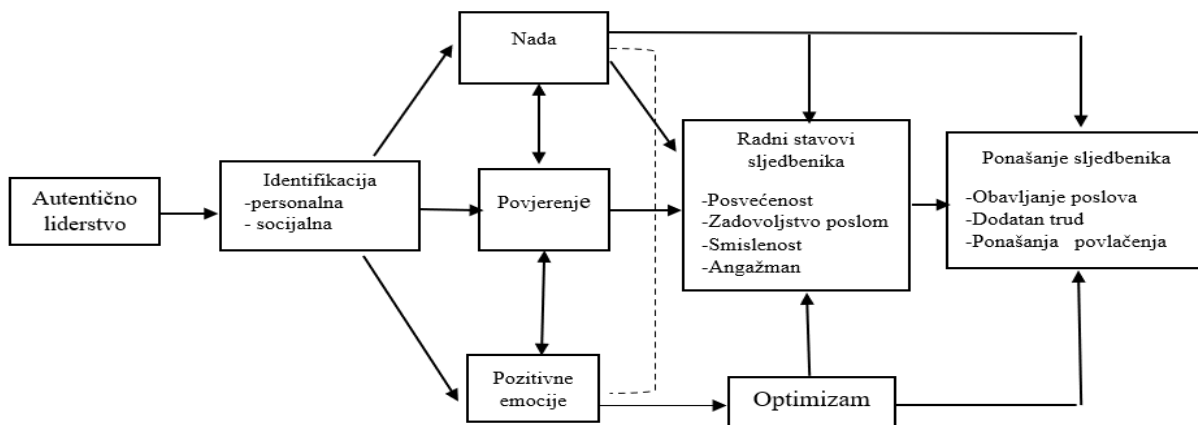 Autentično
liderstvo
Identifikacija
-personalna
- socijalna
Nada
Povjerenje
Pozitivne
emocije
Radni stavovi
sljedbenika
-Posvećenost
-Zadovoljstvo poslom
-Smislenost
-Angažman
Optimizam
Ponašanje sljedbenika
-Obavljanje poslova
-Dodatan trud
-Ponašanja povlačenja